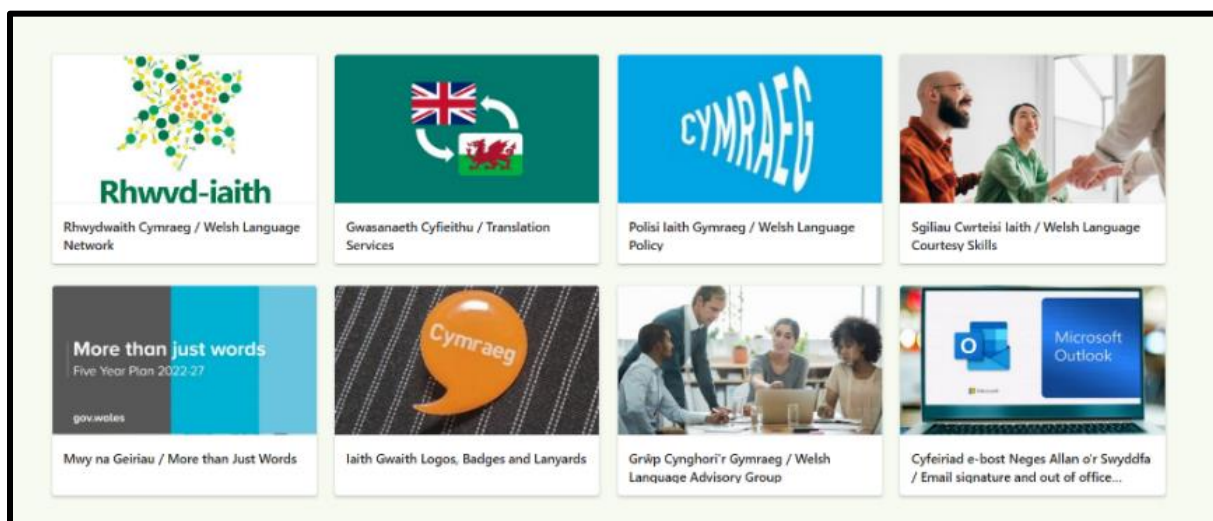 Rhwyd-iaith
Rhwydwaith Cymraeg / Welsh Language
Network
Gwasanaeth Cyfieithu / Translation
Services
CYMRAEG
Polisi Iaith Gymraeg / Welsh Language
Policy
Sgiliau Cwrteisi Iaith / Welsh Language
Courtesy Skills
More than just words
Five Year Plan 2022-27
gov.wales
Mwy na Geiriau / More than Just Words
Cymraeg
Iaith Gwaith Logos, Badges and Lanyards
Grŵp Cynghori'r Gymraeg / Welsh
Language Advisory Group
O
Microsoft
Outlook
Microsoft
Cyfeiriad e-bost Neges Allan o'r Swyddfa
/ Email signature and out of office...